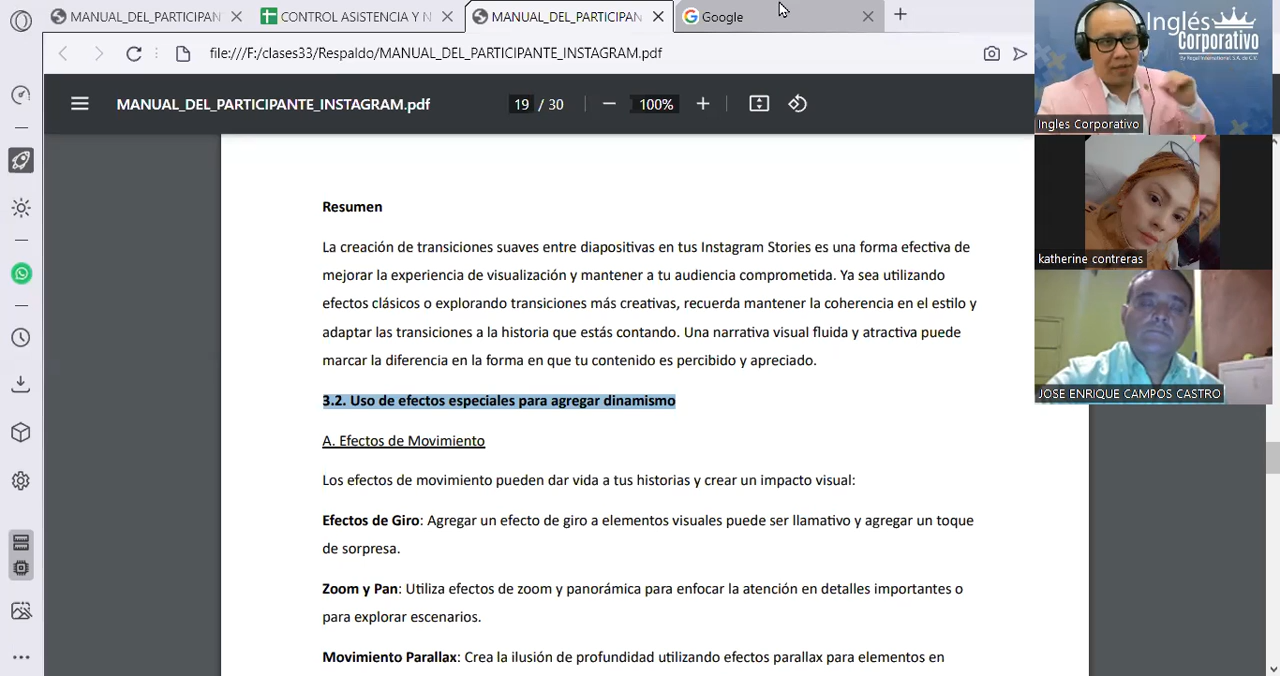 MANUAL_DEL_PARTICIPAN
CONTROL ASISTENCIA Y N
MANUAL_DEL_PARTICIPAN
Google
file:///F:/clases33/Respaldo/MANUAL_DEL_PARTICIPANTE_INSTAGRAM.pdf
MANUAL_DEL_PARTICIPANTE_INSTAGRAM.pdf
19 / 30
100%
Inglés
Corporativo
By Regal International, S.A. de C.V.
Ingles Corporativo
katherine contreras
JOSE ENRIQUE CAMPOS CASTRO
Resumen
La creación de transiciones suaves entre diapositivas en tus Instagram Stories es una forma efectiva de
mejorar la experiencia de visualización y mantener a tu audiencia comprometida. Ya sea utilizando
efectos clásicos o explorando transiciones más creativas, recuerda mantener la coherencia en el estilo y
adaptar las transiciones a la historia que estás contando. Una narrativa visual fluida y atractiva puede
marcar la diferencia en la forma en que tu contenido es percibido y apreciado.
3.2. Uso de efectos especiales para agregar dinamismo
A. Efectos de Movimiento
Los efectos de movimiento pueden dar vida a tus historias y crear un impacto visual:
Efectos de Giro: Agregar un efecto de giro a elementos visuales puede ser llamativo y agregar un toque
de sorpresa.
Zoom y Pan: Utiliza efectos de zoom y panorámica para enfocar la atención en detalles importantes o
para explorar escenarios.
Movimiento Parallax: Crea la ilusión de profundidad utilizando efectos parallax para elementos en